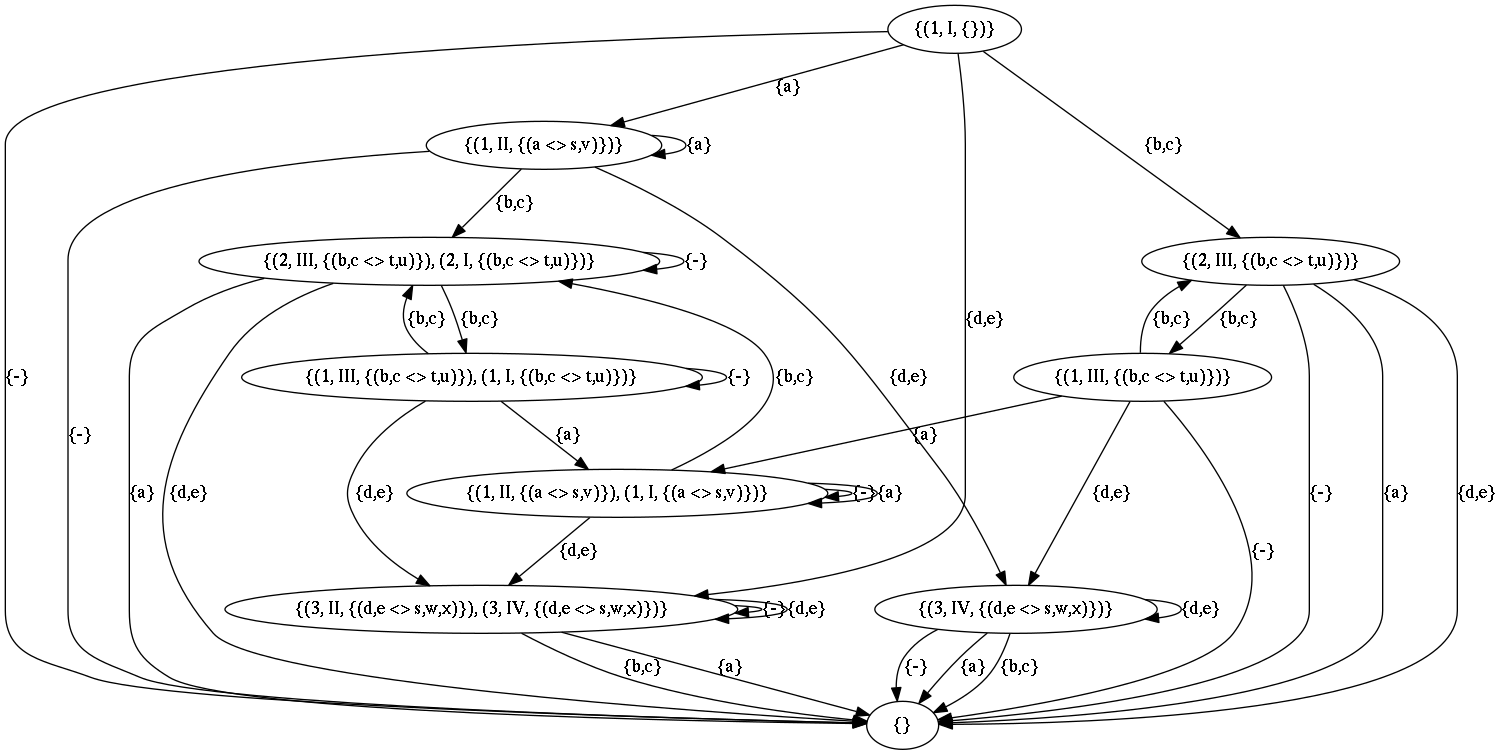 {(1, I, {})}
{a}
{(1, II, {(a <> s,v)})}
{a}
{b,c}
{b,c}
{(2, III, {(b,c <> t,u)}), (2, I, {(b,c <> t,u)})}
{-}
{(2, III, {(b,c <> t,u)})}
{b,c}
{b,c}
{d,e}
{b,c}
{b,c}
{-}
{(1, III, {(b,c <> t,u)}), (1, I, {(b,c <> t,u)})}
{-}
{b,c}
{d,e}
{(1, III, {(b,c <> t,u)})}
{-}
{a}
{a}
{a}
{d,e}
{d,e}
{(1, II, {(a <> s,v)}), (1, I, {(a <> s,v)})}
{-}
{a}
{d,e}
{-}
{a}
{d,e}
{d,e}
{-}
{(3, II, {(d,e <> s,w,x)}), (3, IV, {(d,e <> s,w,x)})}
{-}
{d,e}
{(3, IV, {(d,e <> s,w,x)})}
{d,e}
{b,c}
{a}
{-}
{a}
{b,c}
{}